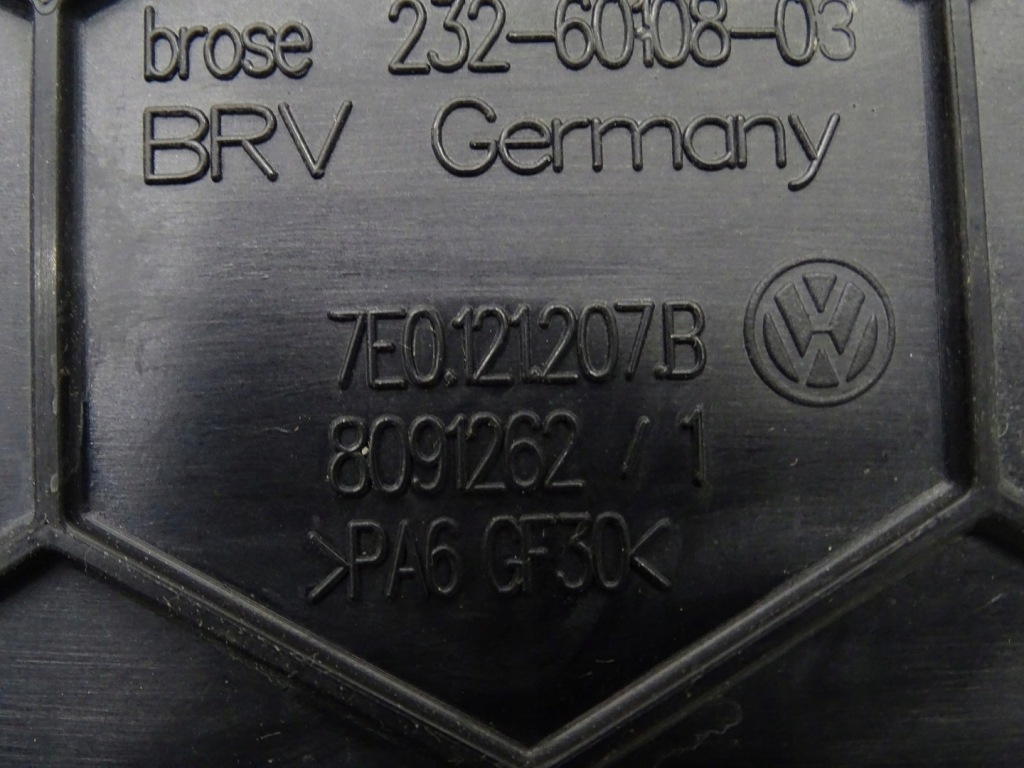 brose 232-60108-03
BRV Germany
7E0.121.207.B
8091262 / 1
>PA6 GF30<